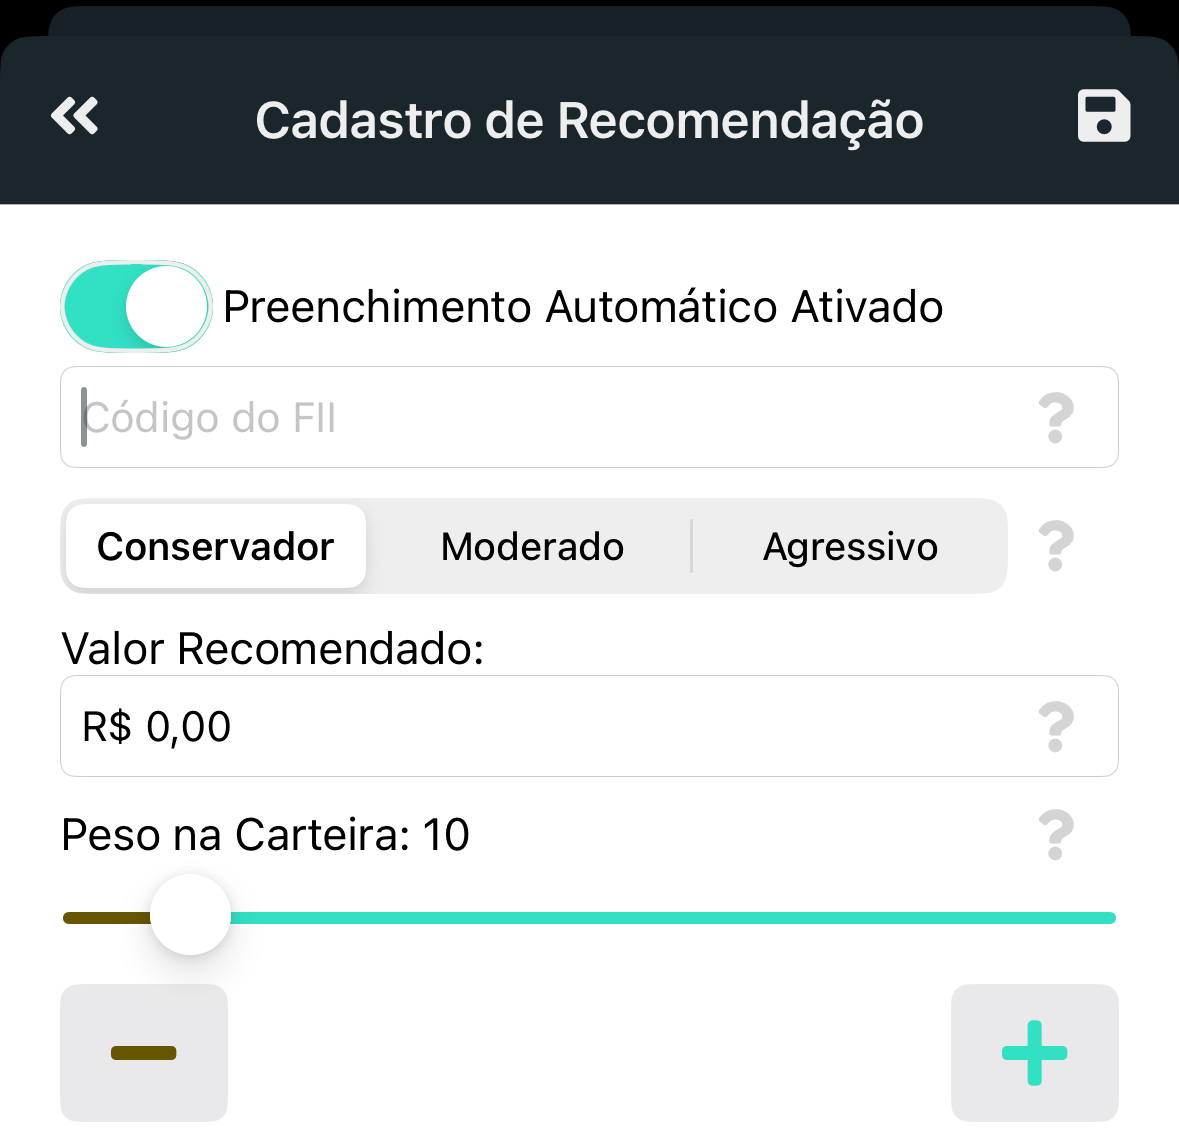 Cadastro de Recomendação
Preenchimento Automático Ativado
Código do FII
?
Conservador Moderado Agressivo ?
Valor Recomendado:
R$ 0,00 ?
Peso na Carteira: 10 ?